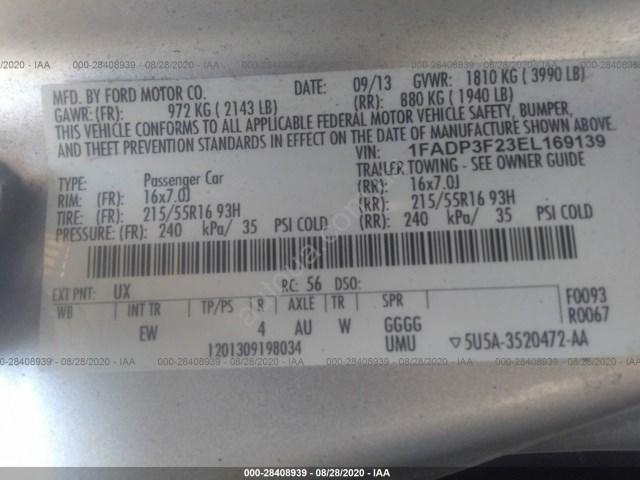 000-28408939 / 08/28/2020 - IAA
MFD. BY FORD MOTOR CO. DATE: 09/13 GVWR: 1810 KG ( 3990 LB)
GAWR: (FR): 972 KG ( 2143 LB) (RR): 880 KG ( 1940 LB)
THIS VEHICLE CONFORMS TO ALL APPLICABLE FEDERAL MOTOR VEHICLE SAFETY, BUMPER,
AND THEFT PREVENTION STANDARDS IN EFFECT ON THE DATE OF MANUFACTURE SHOWN ABOVE
VIN: 1FADP3F23EL169139
TRAILER TOWING - SEE OWNER GUIDE
TYPE: Passenger Car
RIM: (FR): 16x7.0J (RR): 16x7.0J
TIRE: (FR): 215/55R16 93H (RR): 215/55R16 93H
PRESSURE: (FR): 240 kPa/ 35 PSI COLD (RR): 240 kPa/ 35 PSI COLD
EXT PNT: UX RC: 56 DSO: F0093
WB INT TR TP/PS R AXLE TR SPR R0067
EW 4 AU W GGGG
1201309198034 UMU ▽5U5A-3520472-AA
000-28408939 / 08/28/2020 - IAA